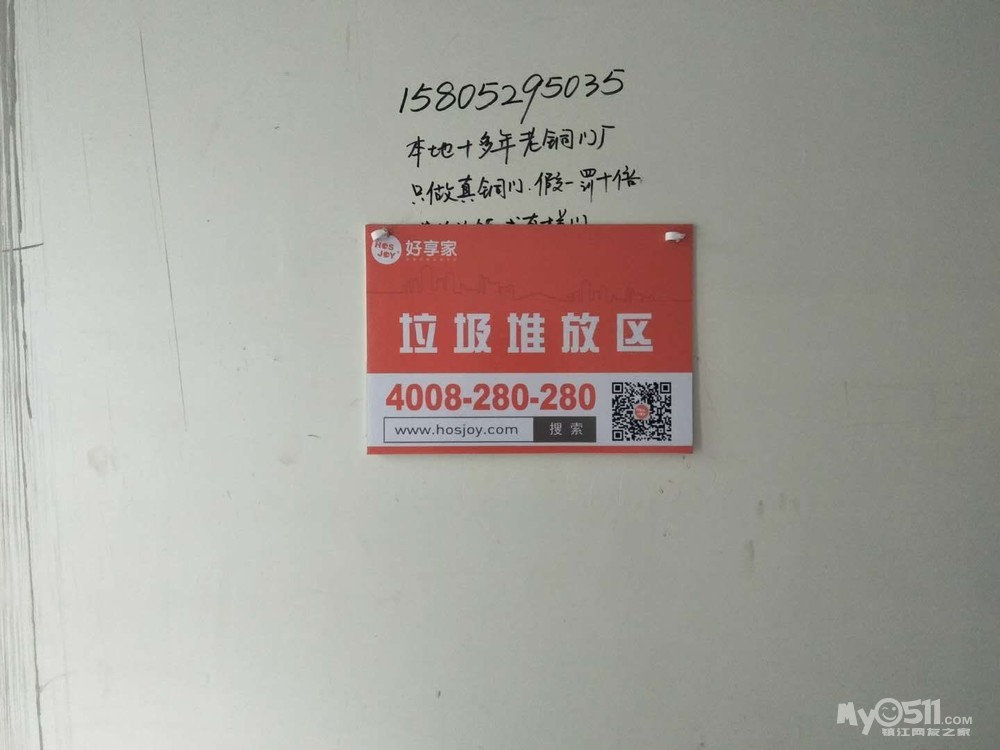 15805295035
本地十多年老铜门厂
只做真铜门.假一罚十倍
HOS JOY
好享家
垃圾堆放区
4008-280-280
www.hosjoy.com 搜索
My0511.COM
镇江网友之家